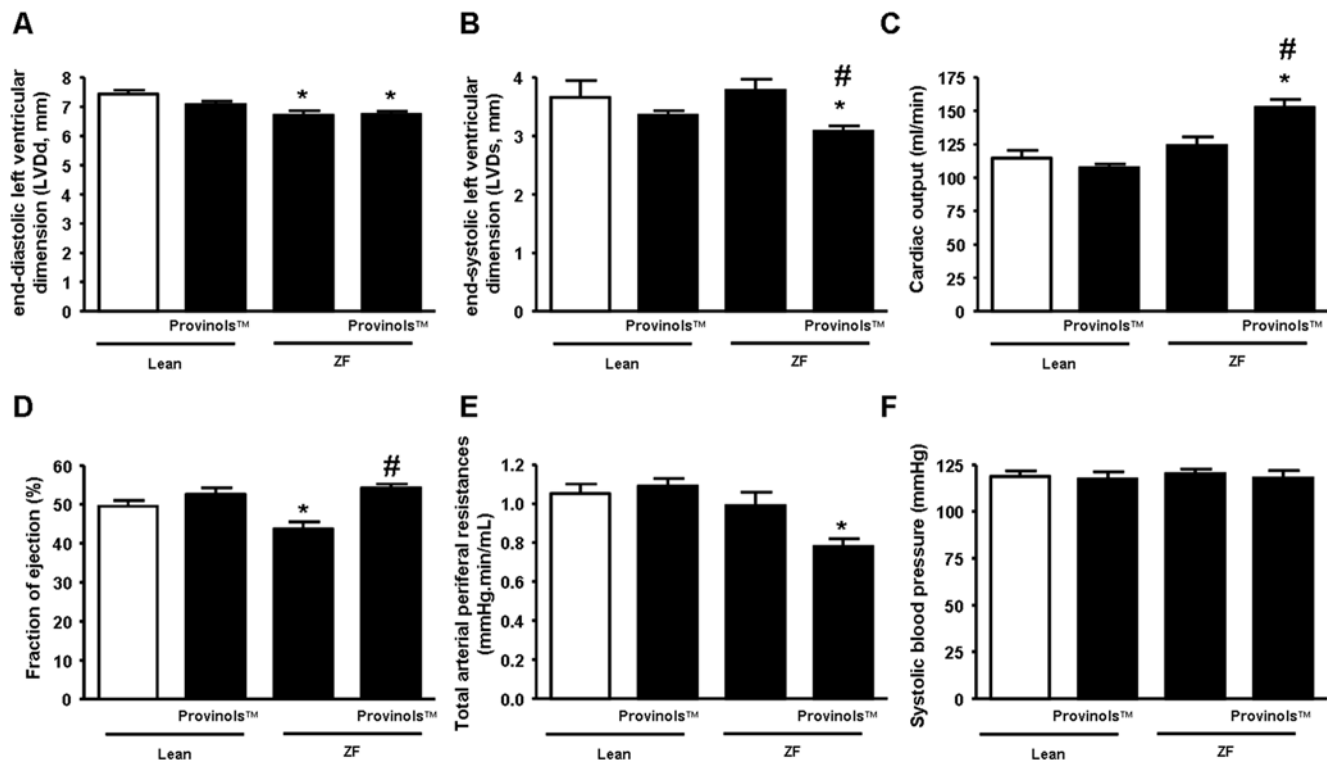 A
end-diastolic left ventricular
dimension (LVDd, mm)
8
7
6
5
4
3
2
1
0
*
*
Provinols™
Provinols™
Lean
ZF
B
end-systolic left ventricular
dimension (LVDs, mm)
4
3
2
1
0
#
*
Provinols™
Provinols™
Lean
ZF
C
Cardiac output (ml/min)
175
150
125
100
75
50
25
0
#
*
Provinols™
Provinols™
Lean
ZF
D
Fraction of ejection (%)
60
50
40
30
20
10
0
*
#
Provinols™
Provinols™
Lean
ZF
E
Total arterial periferal resistances
(mmHg.min/mL)
1.2
1.0
0.8
0.6
0.4
0.2
0.0
*
Provinols™
Provinols™
Lean
ZF
F
Systolic blood pressure (mmHg)
125
100
75
50
25
0
Provinols™
Provinols™
Lean
ZF